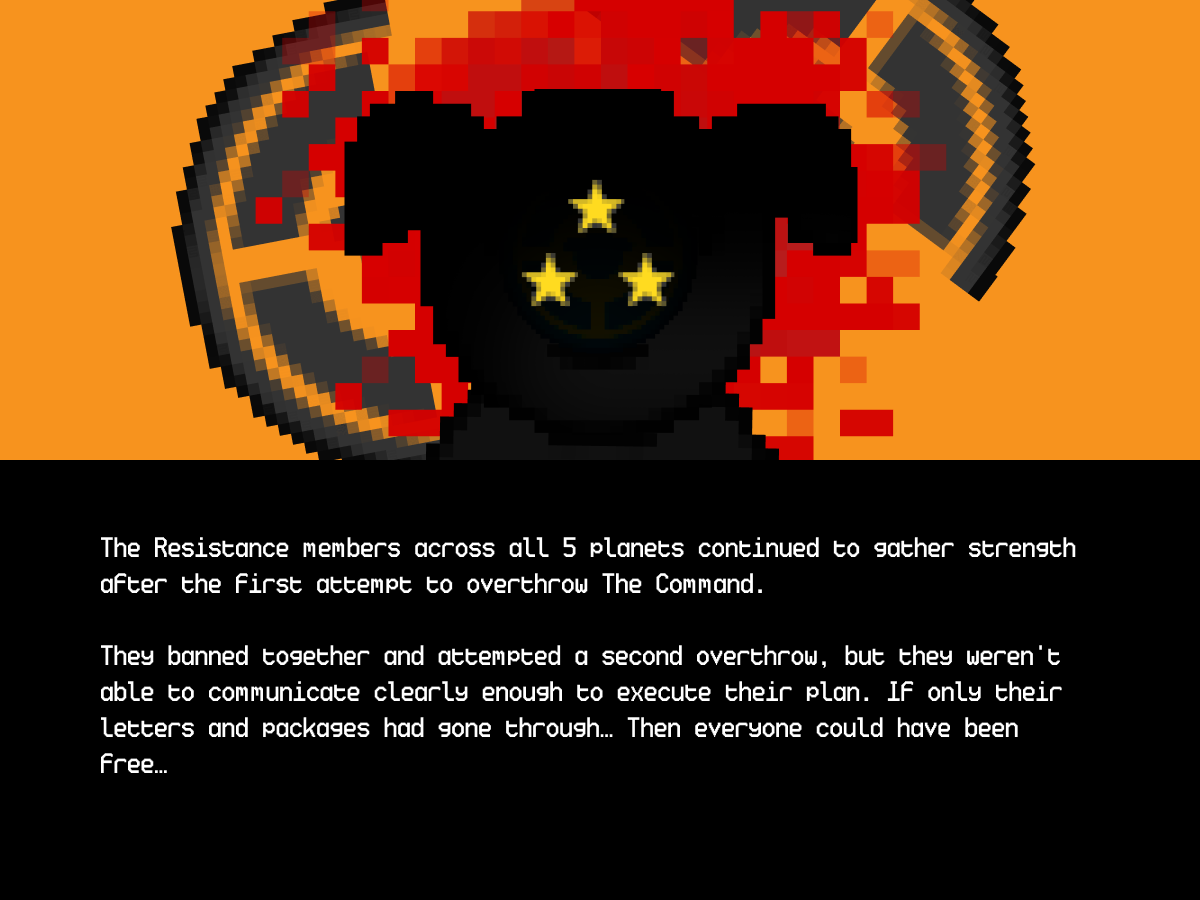 The Resistance members across all 5 planets continued to gather strength
after the first attempt to overthrow The Command.
They banned together and attempted a second overthrow, but they weren't
able to communicate clearly enough to execute their plan. If only their
letters and packages had gone through… Then everyone could have been
free…